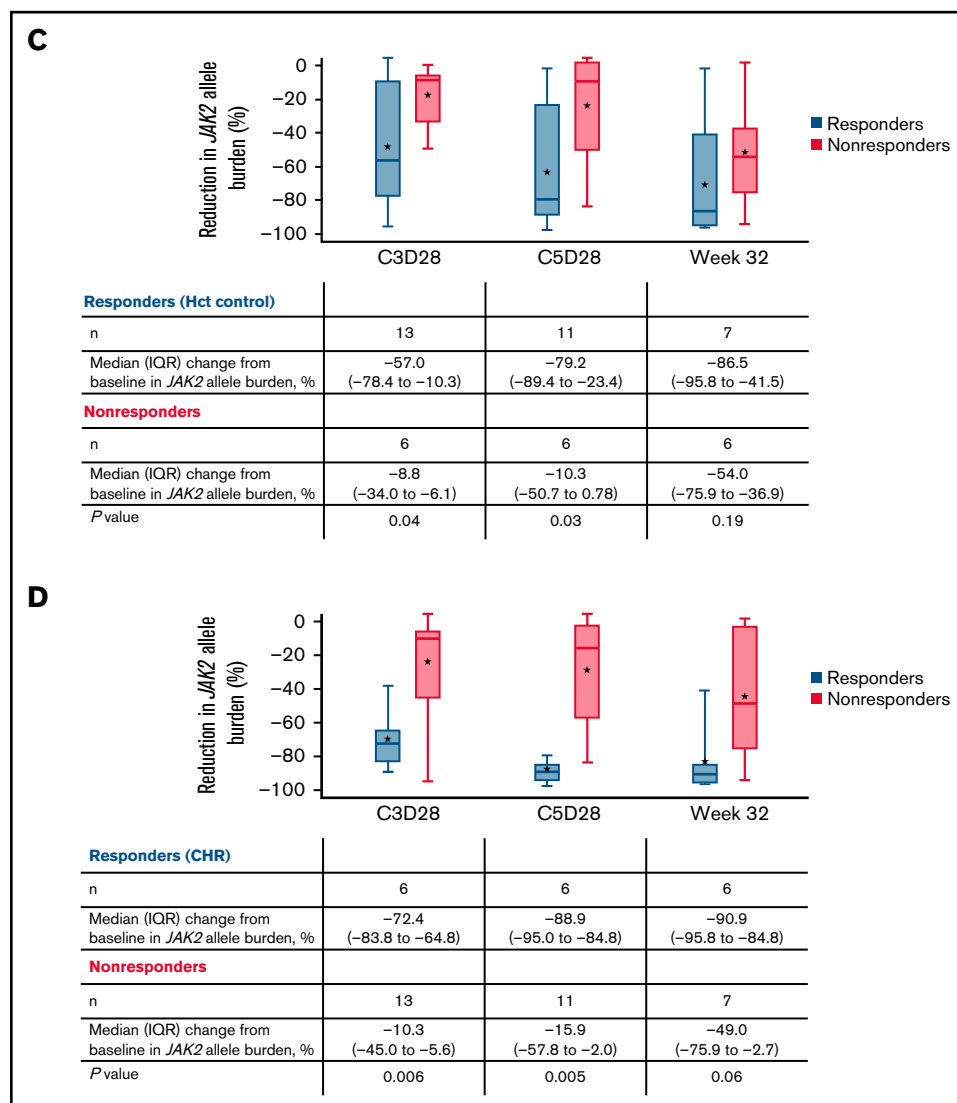 C
Reduction in JAK2 allele
burden (%)
0
−20
−40
−60
−80
−100
C3D28 C5D28 Week 32
Responders
Nonresponders
Responders (Hct control)
n 13 11 7
Median (IQR) change from
baseline in JAK2 allele burden, %
−57.0
(−78.4 to −10.3)
−79.2
(−89.4 to −23.4)
−86.5
(−95.8 to −41.5)
Nonresponders
n 6 6 6
Median (IQR) change from
baseline in JAK2 allele burden, %
−8.8
(−34.0 to −6.1)
−10.3
(−50.7 to 0.78)
−54.0
(−75.9 to −36.9)
P value 0.04 0.03 0.19
D
Reduction in JAK2 allele
burden (%)
0
−20
−40
−60
−80
−100
C3D28 C5D28 Week 32
Responders
Nonresponders
Responders (CHR)
n 6 6 6
Median (IQR) change from
baseline in JAK2 allele burden, %
−72.4
(−83.8 to −64.8)
−88.9
(−95.0 to −84.8)
−90.9
(−95.8 to −84.8)
Nonresponders
n 13 11 7
Median (IQR) change from
baseline in JAK2 allele burden, %
−10.3
(−45.0 to −5.6)
−15.9
(−57.8 to −2.0)
−49.0
(−75.9 to −2.7)
P value 0.006 0.005 0.06